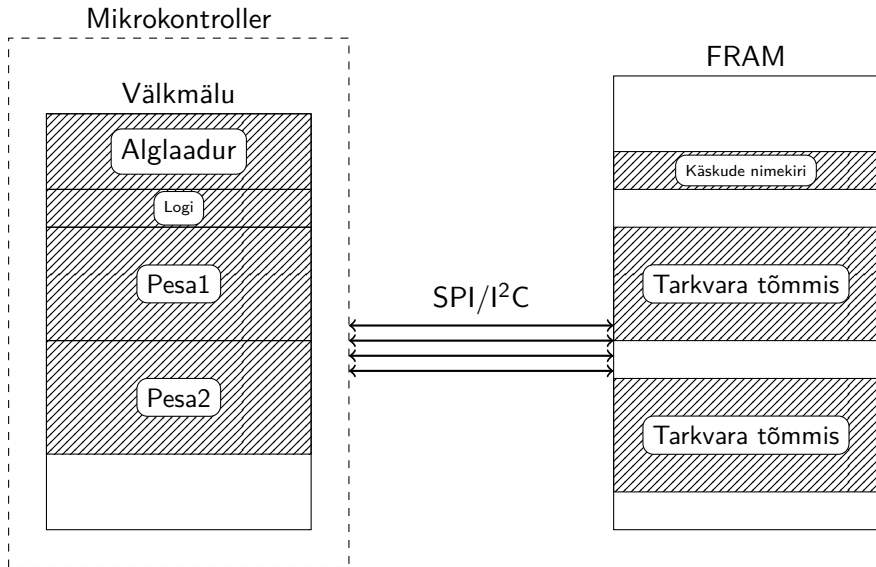 Mikrokontroller
Välkmälu
Alglaadur
Logi
Pesa1
Pesa2
SPI/I²C
FRAM
Käskude nimekiri
Tarkvara tõmmis
Tarkvara tõmmis